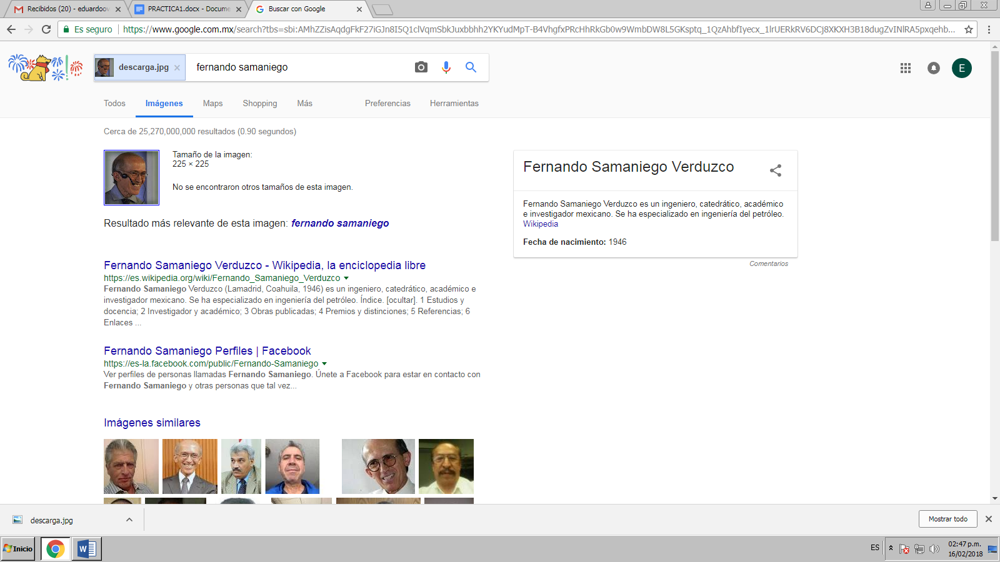 Recibidos (20) - eduardoov
PRACTICA1.docx - Docume
Buscar con Google
Es seguro
https://www.google.com.mx/search?tbs=sbi:AMhZZisAqdgFkF27iGJn8I5Q1clVqmSbkJuxbbhh2YKYudMpT-B4VhgfxPRcHhRkGb0w9WmbDW8L5GKsptq_1QzAhbfIyecx_1lrUERkRV6DCj8XKXH3B18dugZvINlRA5pxqehb...
descarga.jpg
fernando samaniego
E
Todos
Imágenes
Maps
Shopping
Más
Preferencias
Herramientas
Cerca de 25,270,000,000 resultados (0.90 segundos)
Tamaño de la imagen:
225 × 225
No se encontraron otros tamaños de esta imagen.
Resultado más relevante de esta imagen: fernando samaniego
Fernando Samaniego Verduzco - Wikipedia, la enciclopedia libre
https://es.wikipedia.org/wiki/Fernando_Samaniego_Verduzco
Fernando Samaniego Verduzco (Lamadrid, Coahuila, 1946) es un ingeniero, catedrático, académico e
investigador mexicano. Se ha especializado en ingeniería del petróleo. Índice. [ocultar]. 1 Estudios y
docencia; 2 Investigador y académico; 3 Obras publicadas; 4 Premios y distinciones; 5 Referencias; 6
Enlaces ...
Fernando Samaniego Perfiles | Facebook
https://es-la.facebook.com/public/Fernando-Samaniego
Ver perfiles de personas llamadas Fernando Samaniego. Únete a Facebook para estar en contacto con
Fernando Samaniego y otras personas que tal vez...
Imágenes similares
Fernando Samaniego Verduzco
Fernando Samaniego Verduzco es un ingeniero, catedrático, académico
e investigador mexicano. Se ha especializado en ingeniería del petróleo.
Wikipedia
Fecha de nacimiento: 1946
Comentarios
descarga.jpg
Mostrar todo
Inicio
ES
02:47 p.m.
16/02/2018